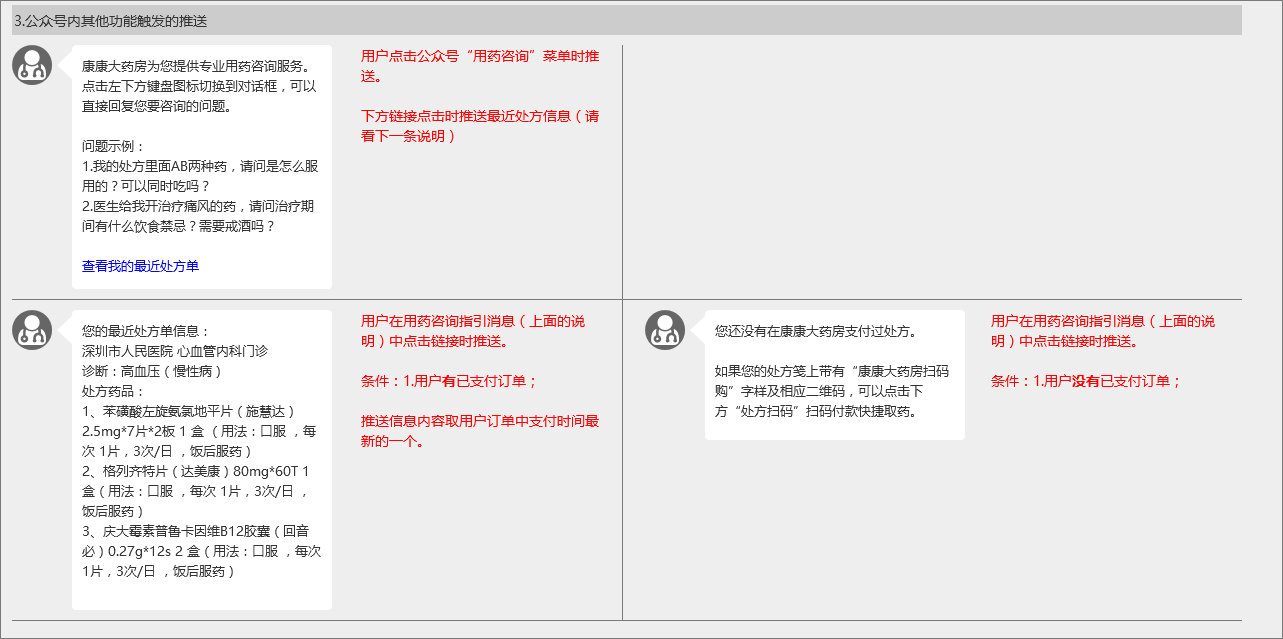 3.公众号内其他功能触发的推送
康康大药房为您提供专业用药咨询服务。
点击左下方键盘图标切换到对话框，可以
直接回复您要咨询的问题。
问题示例：
1.我的处方里面AB两种药，请问是怎么服
用的？可以同时吃吗？
2.医生给我开治疗痛风的药，请问治疗期
间有什么饮食禁忌？需要戒酒吗？
查看我的最近处方单
用户点击公众号“用药咨询”菜单时推
送。
下方链接点击时推送最近处方信息（请
看下一条说明）
您的最近处方单信息：
深圳市人民医院 心血管内科门诊
诊断：高血压（慢性病）
处方药品：
1、苯磺酸左旋氨氯地平片（施慧达）
2.5mg*7片*2板 1 盒（用法：口服 ，每
次 1片，3次/日 ，饭后服药）
2、格列齐特片（达美康）80mg*60T 1
盒（用法：口服 ，每次 1片，3次/日 ，
饭后服药）
3、庆大霉素普鲁卡因维B12胶囊（回音
必）0.27g*12s 2 盒（用法：口服 ，每次
1片，3次/日 ，饭后服药）
用户在用药咨询指引消息（上面的说
明）中点击链接时推送。
条件：1.用户有已支付订单；
推送信息内容取用户订单中支付时间最
新的一个。
您还没有在康康大药房支付过处方。
如果您的处方笺上带有“康康大药房扫码
购”字样及相应二维码，可以点击下
方“处方扫码”扫码付款快捷取药。
用户在用药咨询指引消息（上面的说
明）中点击链接时推送。
条件：1.用户没有已支付订单；